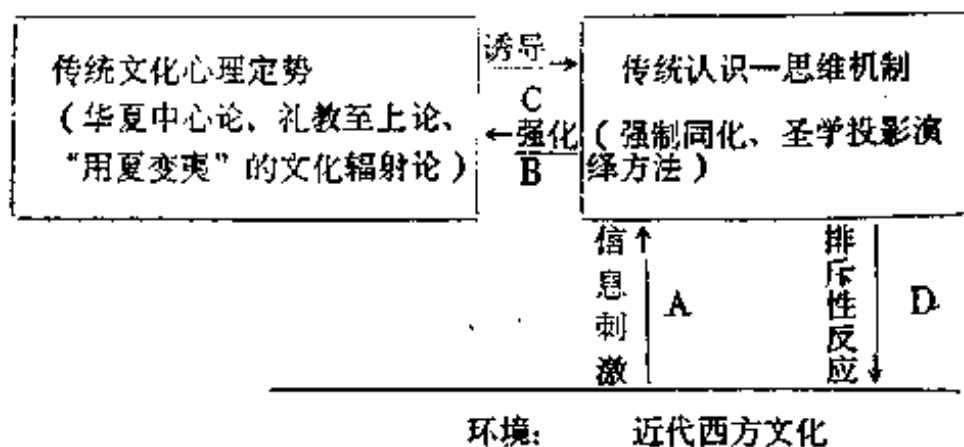 传统文化心理定势
（华夏中心论、礼教至上论、
“用夏变夷”的文化辐射论）
诱导
C
强化
B
传统认识—思维机制
（强制同化、圣学投影演
绎方法）
信息刺激
A
排斥性反应
D
环境： 近代西方文化